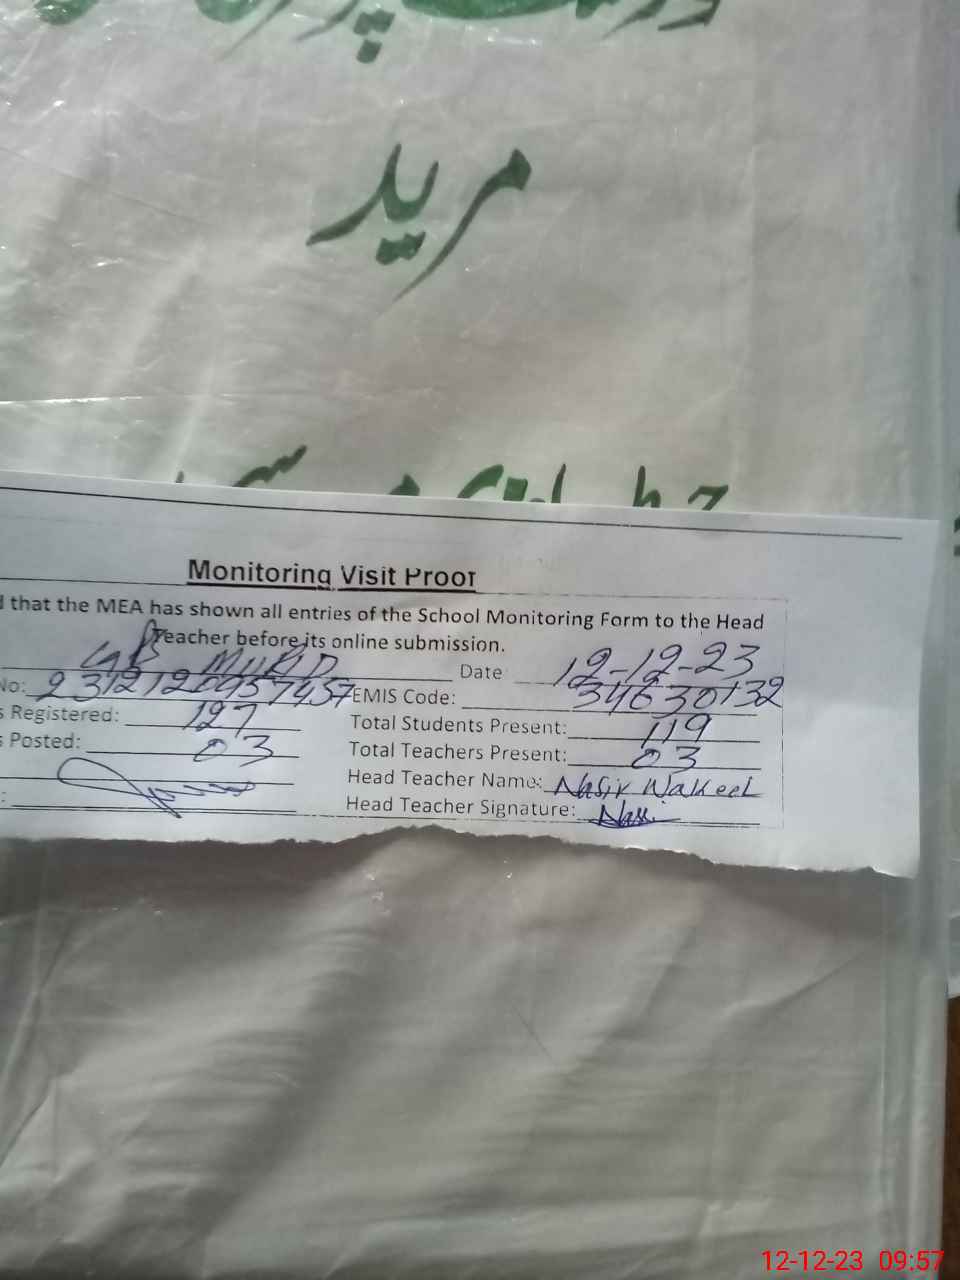 مرید
Monitoring Visit Proof
that the MEA has shown all entries of the School Monitoring Form to the Head
Teacher before its online submission.
MURID Date 12-12-23
No: EMIS Code: 34630132
Registered: 127 Total Students Present: 119
Posted: 03 Total Teachers Present: 03
Head Teacher Name: Nasir Wakeel
Head Teacher Signature:
12-12-23 09:57